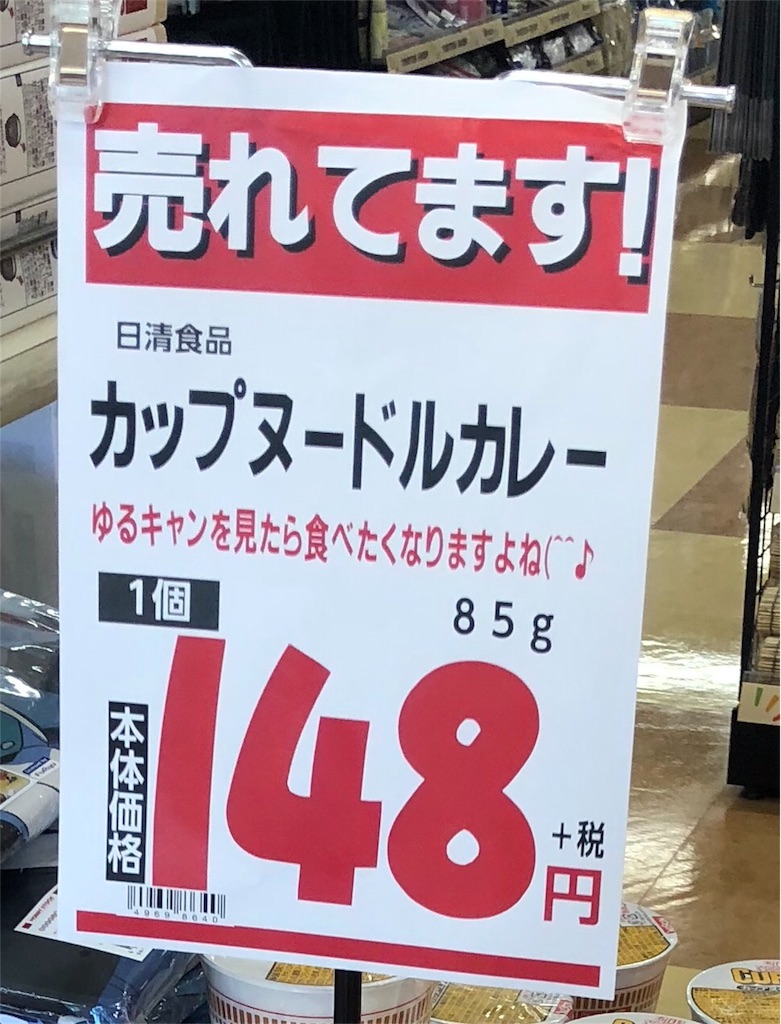 売れてます!
日清食品
カップヌードルカレー
ゆるキャンを見たら食べたくなりますよね(^^♪
1個
85g
本体価格
148
+税
円
4969 8640